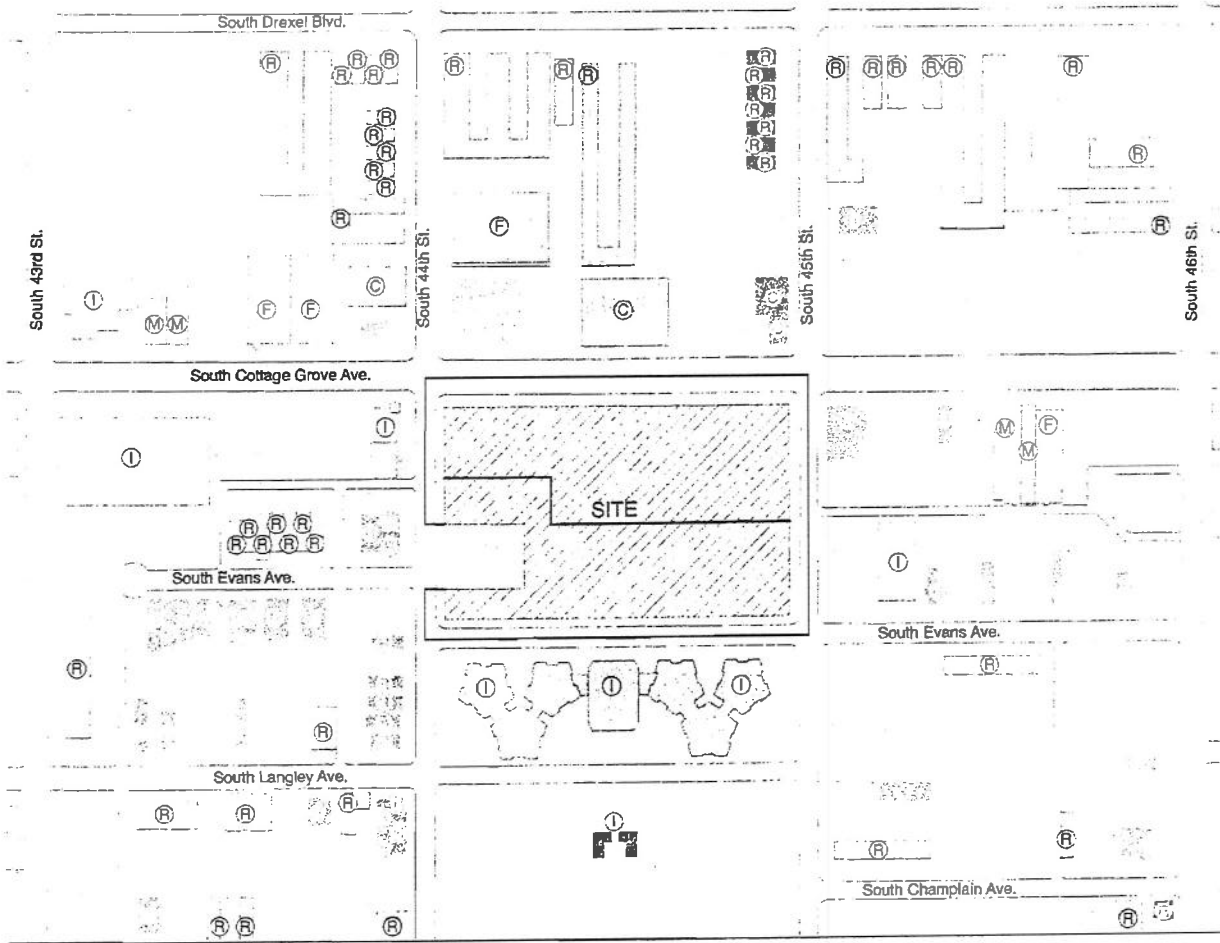 South Drexel Blvd.
R R R R R R R R R R R R R R R
R R R R R R R R R R R R
R R R R R R
R R
R F R
South 43rd St.
South 44th St.
South 45th St.
South 46th St.
I F F C C
M M
South Cottage Grove Ave.
I
I
M F
M
SITE
R R R
R R R R
I
South Evans Ave.
South Evans Ave.
R
I I I
R
R
South Langley Ave.
R R R
I
R R
South Champlain Ave.
R R R R